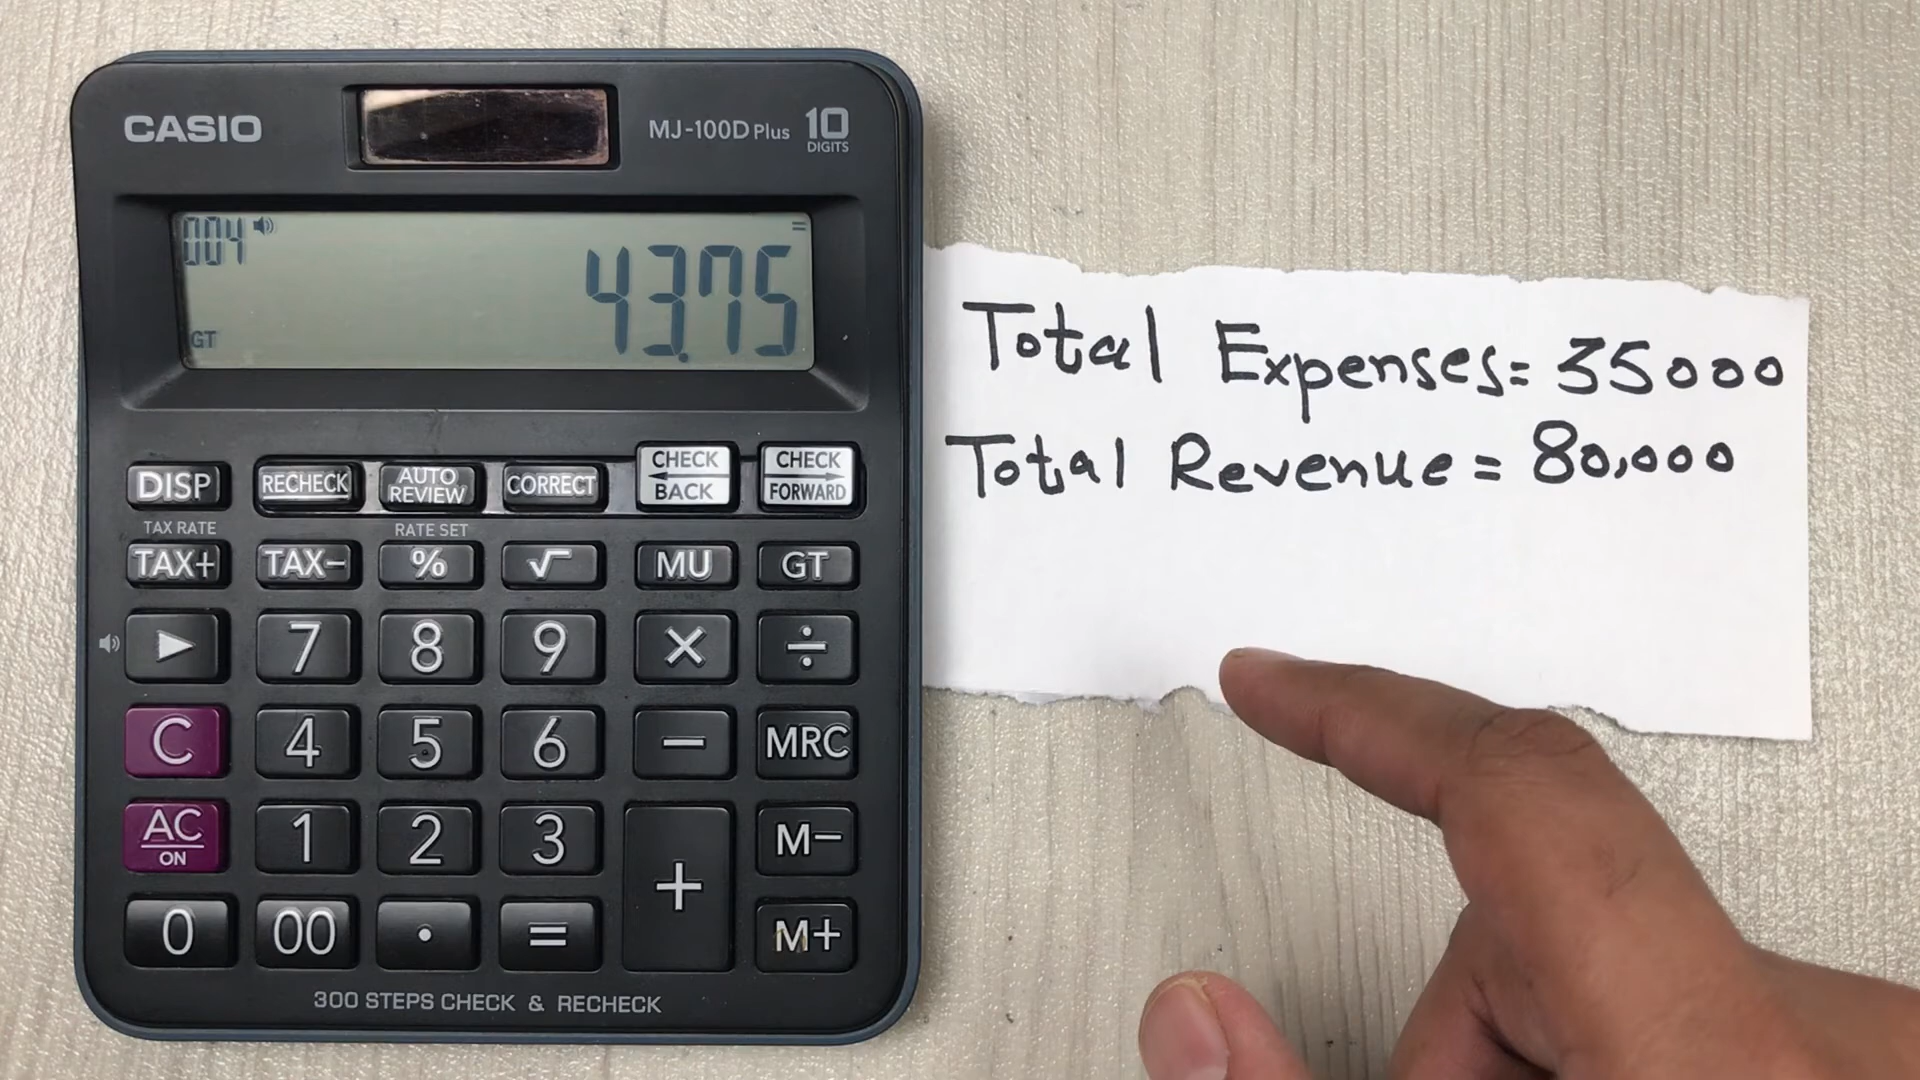 CASIO
MJ-100D Plus 10 DIGITS
004 =
43.75
GT
DISP RECHECK AUTO REVIEW CORRECT CHECK BACK CHECK FORWARD
TAX RATE RATE SET
TAX+ TAX− % √ MU GT
▶ 7 8 9 × ÷
C 4 5 6 − MRC
AC ON 1 2 3 + M−
0 00 . = M+
300 STEPS CHECK & RECHECK
Total Expenses= 35000
Total Revenue = 80,000